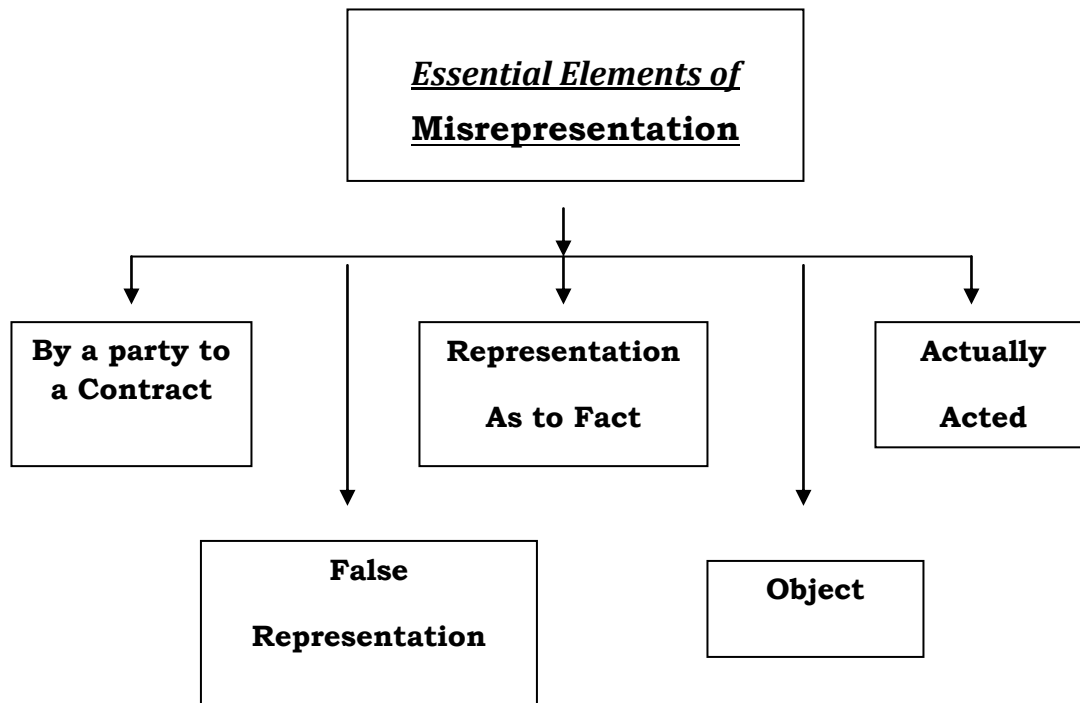 Essential Elements of
Misrepresentation
By a party to
a Contract
Representation
As to Fact
Actually
Acted
False
Representation
Object